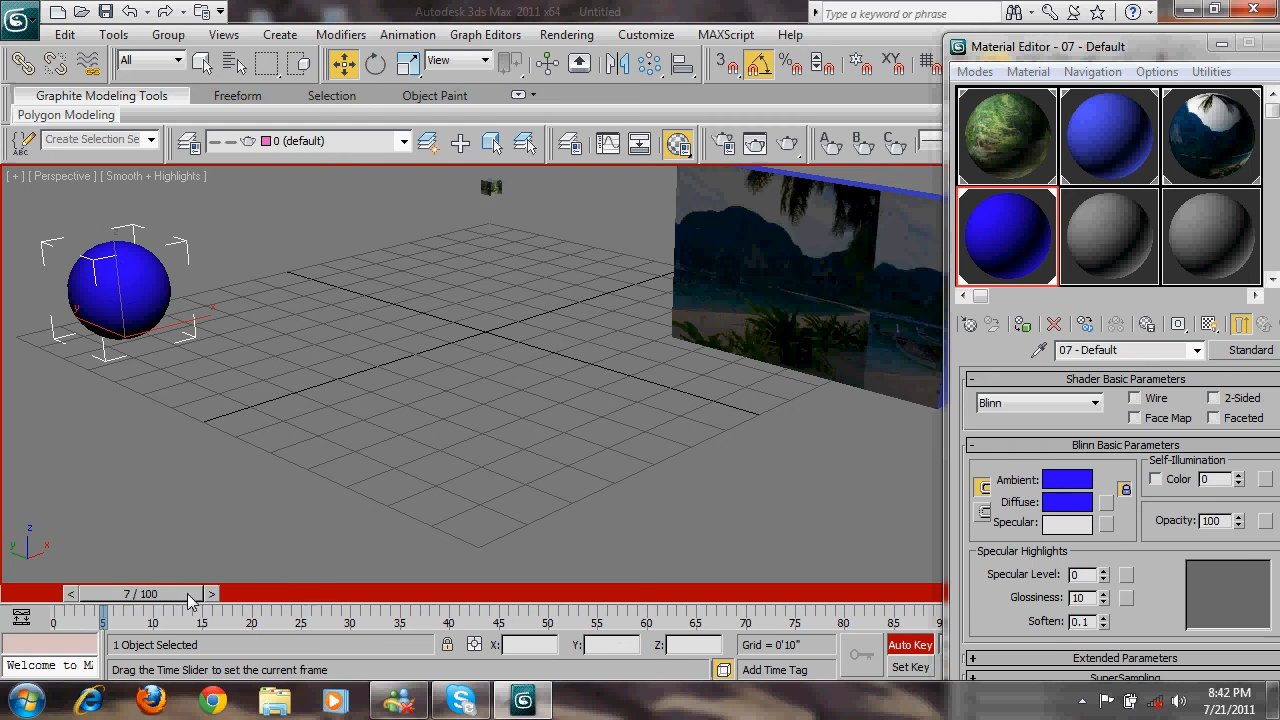 Autodesk 3ds Max 2011 x64 Untitled
Type a keyword or phrase
Edit Tools Group Views Create Modifiers Animation Graph Editors Rendering Customize MAXScript Help
All
View
3
%
XY
Graphite Modeling Tools Freeform Selection Object Paint
Polygon Modeling
ABC
Create Selection Se
0 (default)
A
B
C
[ + ] [ Perspective ] [ Smooth + Highlights ]
y
x
z
y
x
< 7 / 100 >
0 5 10 15 20 25 30 35 40 45 50 55 60 65 70 75 80 85 90
1 Object Selected
X:
Y:
Z:
Grid = 0'10"
Auto Key
Welcome to M
Drag the Time Slider to set the current frame
Add Time Tag
Set Key
Material Editor - 07 - Default
Modes Material Navigation Options Utilities
07 - Default
Standard
- Shader Basic Parameters
Blinn
Wire
2-Sided
Face Map
Faceted
- Blinn Basic Parameters
Self-Illumination
Ambient:
Color 0
Diffuse:
Specular:
Opacity: 100
Specular Highlights
Specular Level: 0
Glossiness: 10
Soften: 0.1
+ Extended Parameters
+ SuperSampling
8:42 PM
7/21/2011